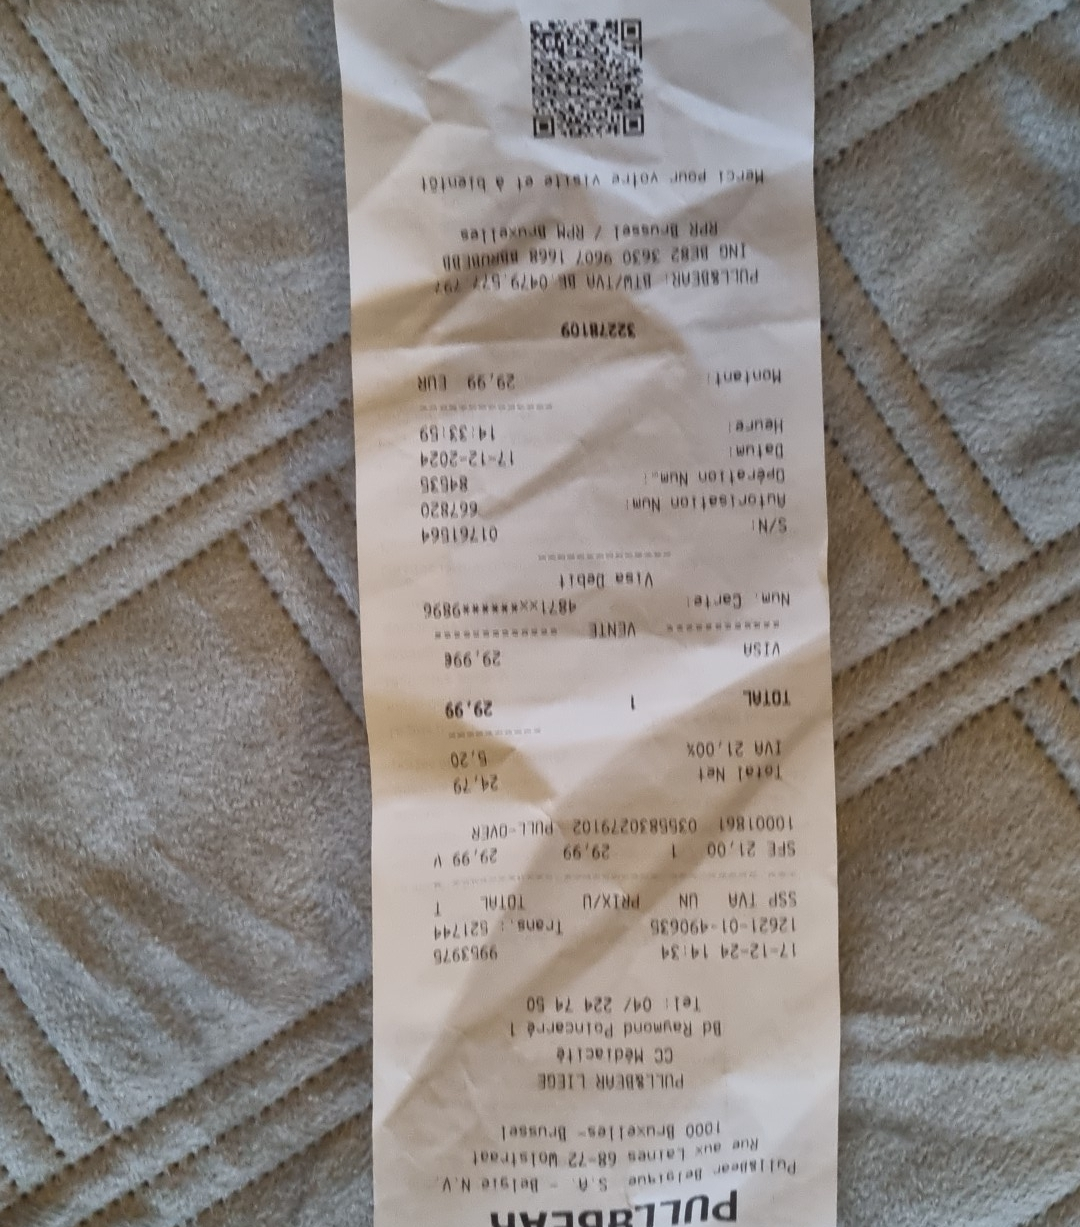 PULL&BEAR
Pull&Bear Belgique S.A. - Belgie N.V.
Rue aux Laines 68-72 Wolstraat
1000 Bruxelles- Brussel
PULL&BEAR LIEGE
CC Médiacité
Bd Raymond Poincarré 1
Tel: 04/ 224 74 50
17-12-24 14:34 9953975
12621-01-490635 Trans.: 521744
SSP TVA UN PRIX/U TOTAL T
SFE 21,00 1 29,99 29,99 V
10001861 0355830279102 PULL-OVER
Total Net 24,79
IVA 21,00% 5,20
TOTAL 1 29,99
VISA 29,99€
------------ VENTE ------------
Num. Carte: 4871********9896
Visa Debit
S/N: 01761564
Autorisation Num: 667820
Opération Num.: 84535
Datum: 17-12-2024
Heure: 14:33:59
Montant: 29,99 EUR
32278109
PULL&BEAR: BTW/TVA BE 0479.577.797
ING BE82 3630 9607 1668 BBRUBEBB
RPR Brussel / RPM Bruxelles
Merci pour votre visite et à bientôt